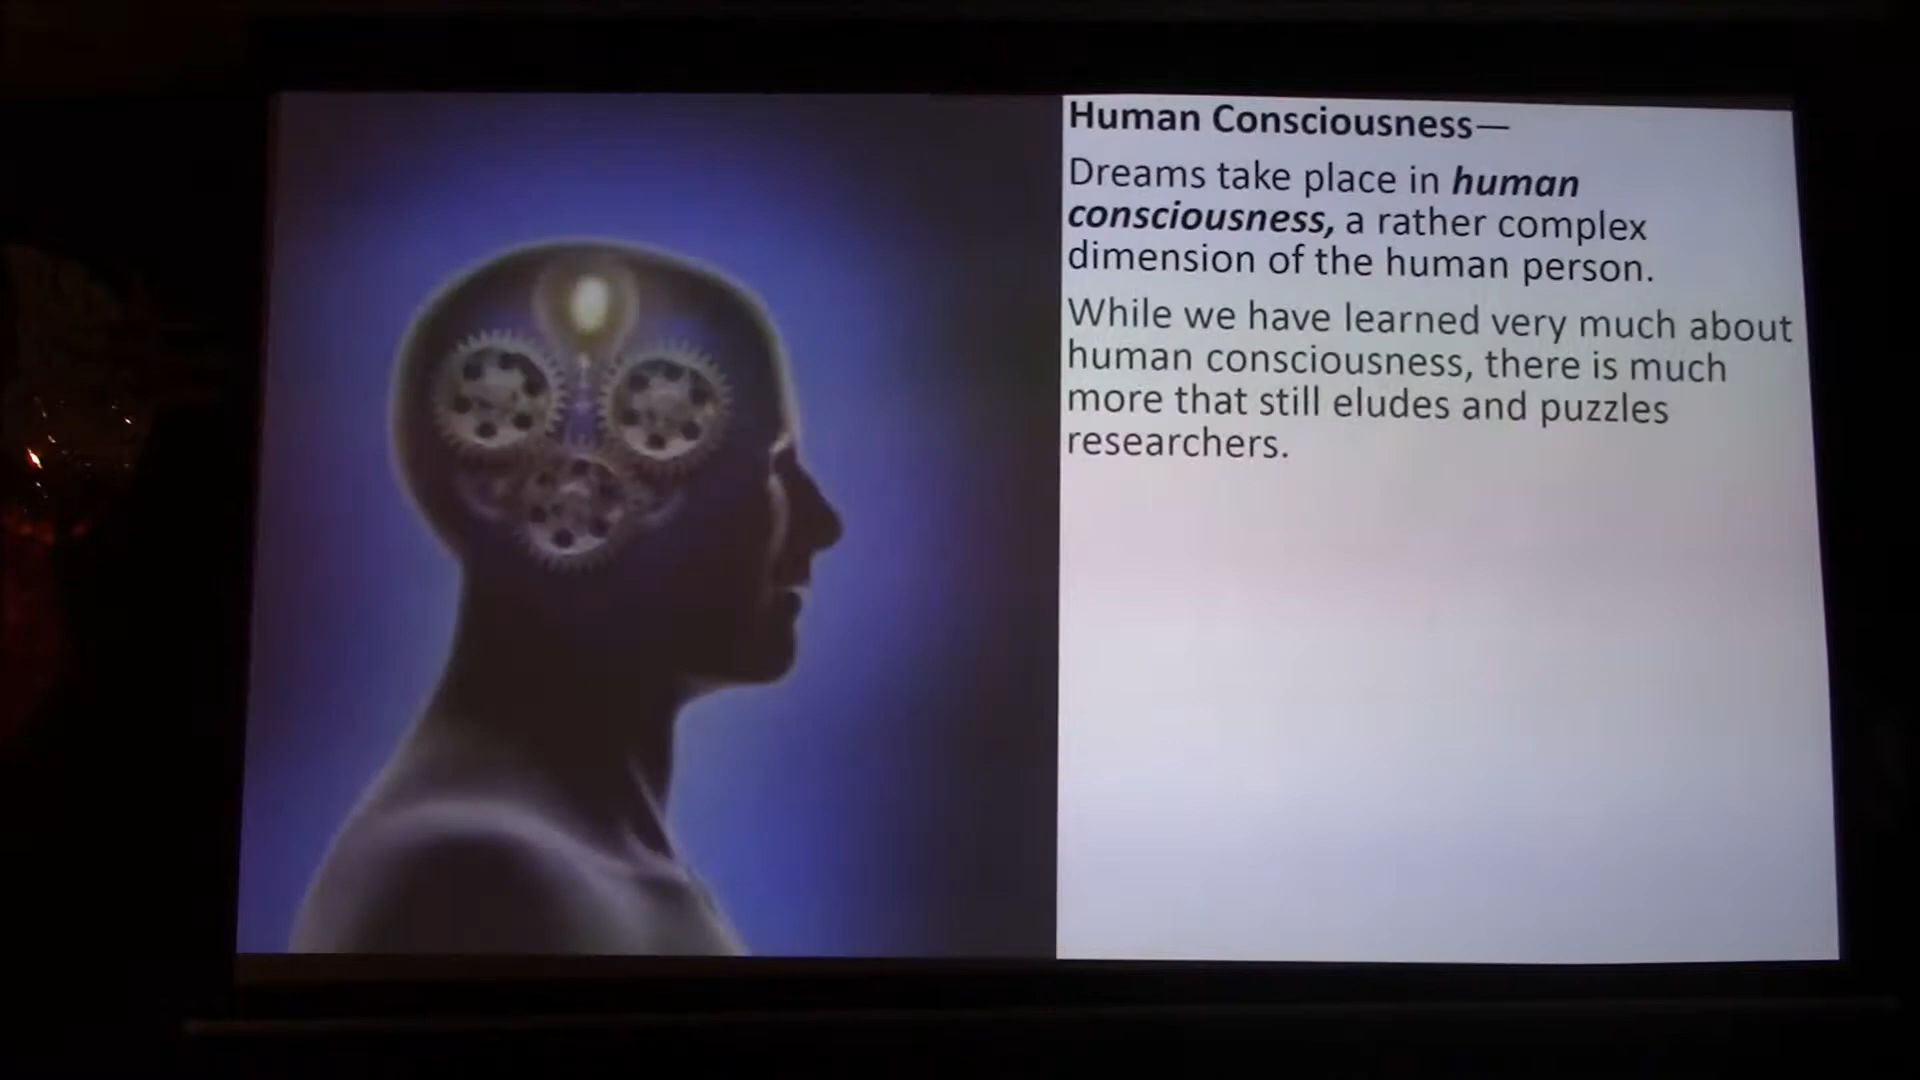 Human Consciousness—
Dreams take place in human
consciousness, a rather complex
dimension of the human person.
While we have learned very much about
human consciousness, there is much
more that still eludes and puzzles
researchers.